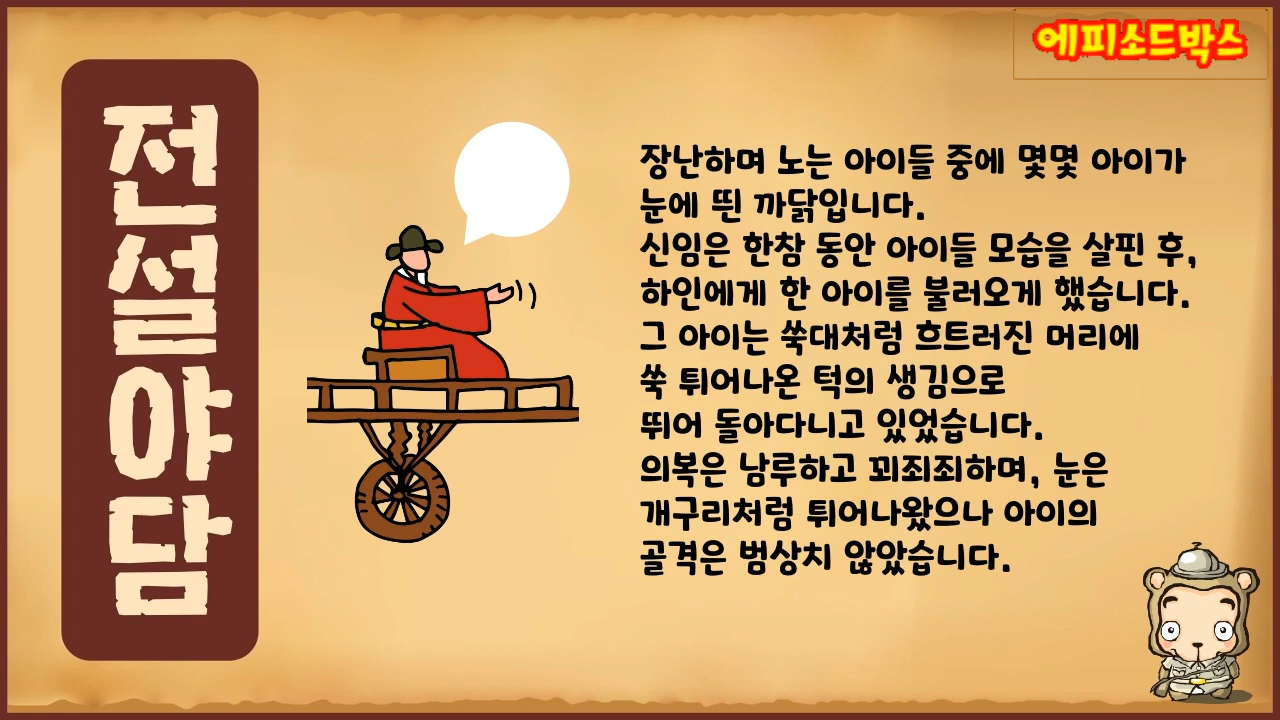 에피소드박스
전설야담
장난하며 노는 아이들 중에 몇몇 아이가
눈에 띈 까닭입니다.
신임은 한참 동안 아이들 모습을 살핀 후,
하인에게 한 아이를 불러오게 했습니다.
그 아이는 쑥대처럼 흐트러진 머리에
쑥 튀어나온 턱의 생김으로
뛰어 돌아다니고 있었습니다.
의복은 남루하고 꾀죄죄하며, 눈은
개구리처럼 튀어나왔으나 아이의
골격은 범상치 않았습니다.